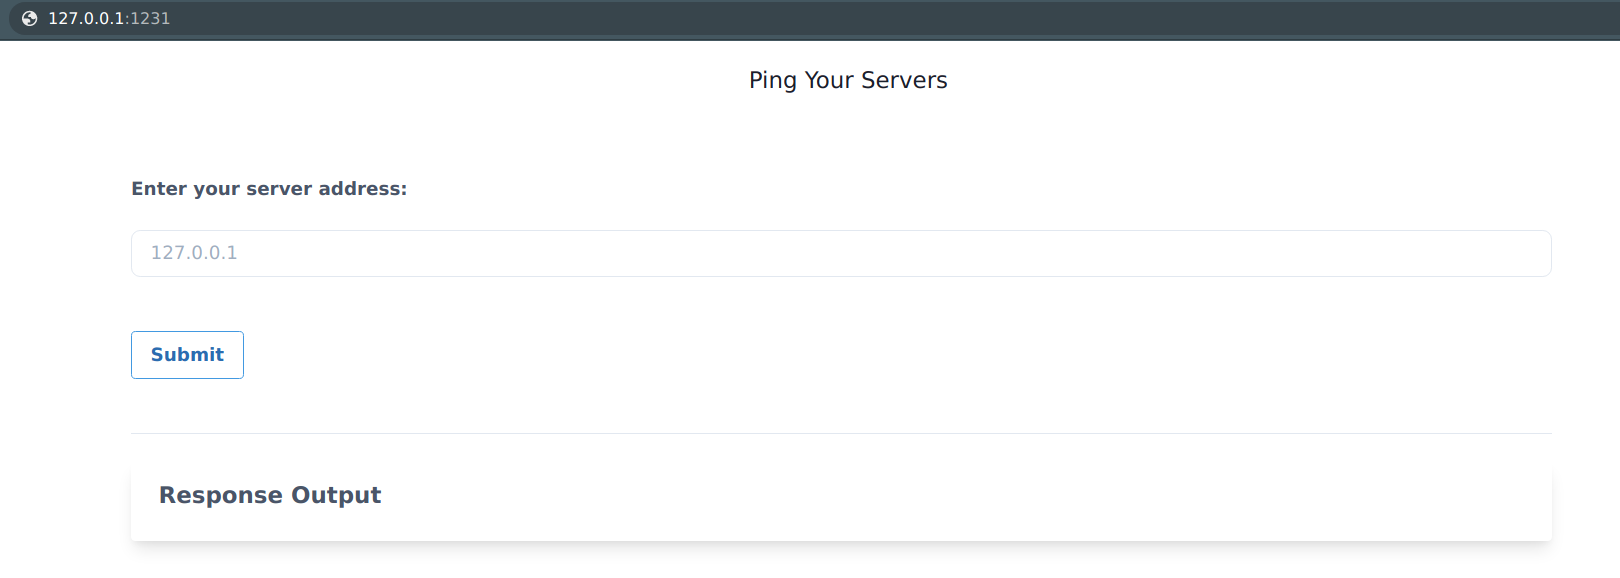 127.0.0.1:1231
Ping Your Servers
Enter your server address:
127.0.0.1
Submit
Response Output